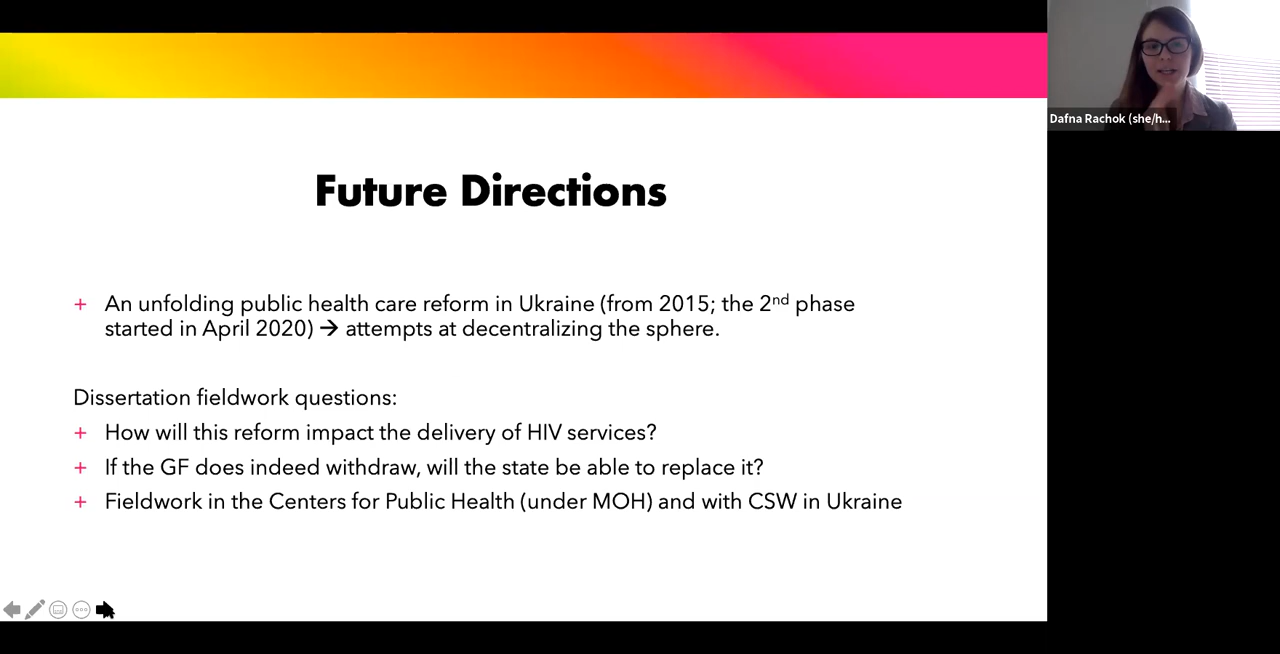 Dafna Rachok (she/h...
Future Directions
+ An unfolding public health care reform in Ukraine (from 2015; the 2nd phase
started in April 2020) → attempts at decentralizing the sphere.
Dissertation fieldwork questions:
+ How will this reform impact the delivery of HIV services?
+ If the GF does indeed withdraw, will the state be able to replace it?
+ Fieldwork in the Centers for Public Health (under MOH) and with CSW in Ukraine